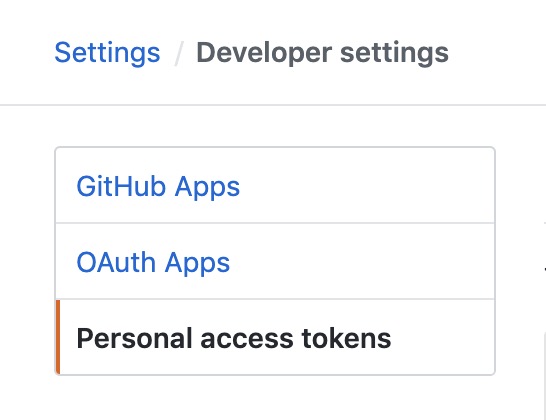 Settings / Developer settings
GitHub Apps
OAuth Apps
Personal access tokens